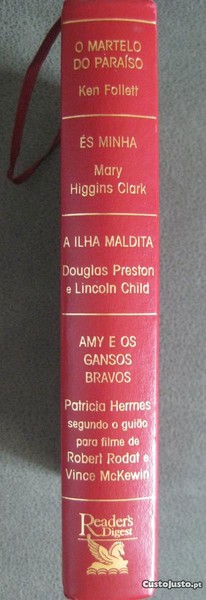 O MARTELO
DO PARAÍSO
Ken Follett
ÉS MINHA
Mary
Higgins Clark
A ILHA MALDITA
Douglas Preston
e Lincoln Child
AMY E OS
GANSOS
BRAVOS
Patricia Hermes
segundo o guião
para filme de
Robert Rodat e
Vince McKewin
Reader's
Digest
CustoJusto.pt